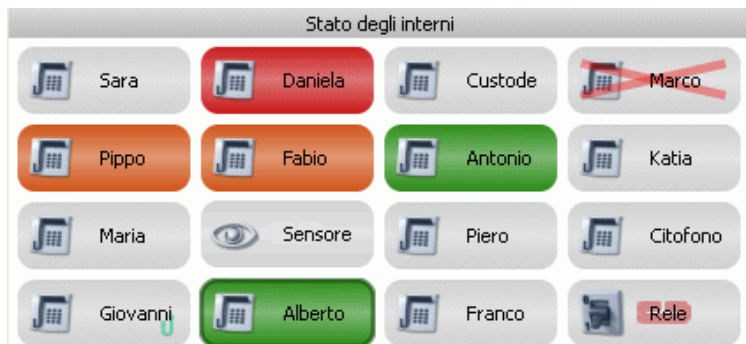 Stato degli interni
Sara Daniela Custode Marco
Pippo Fabio Antonio Katia
Maria Sensore Piero Citofono
Giovanni Alberto Franco Rele